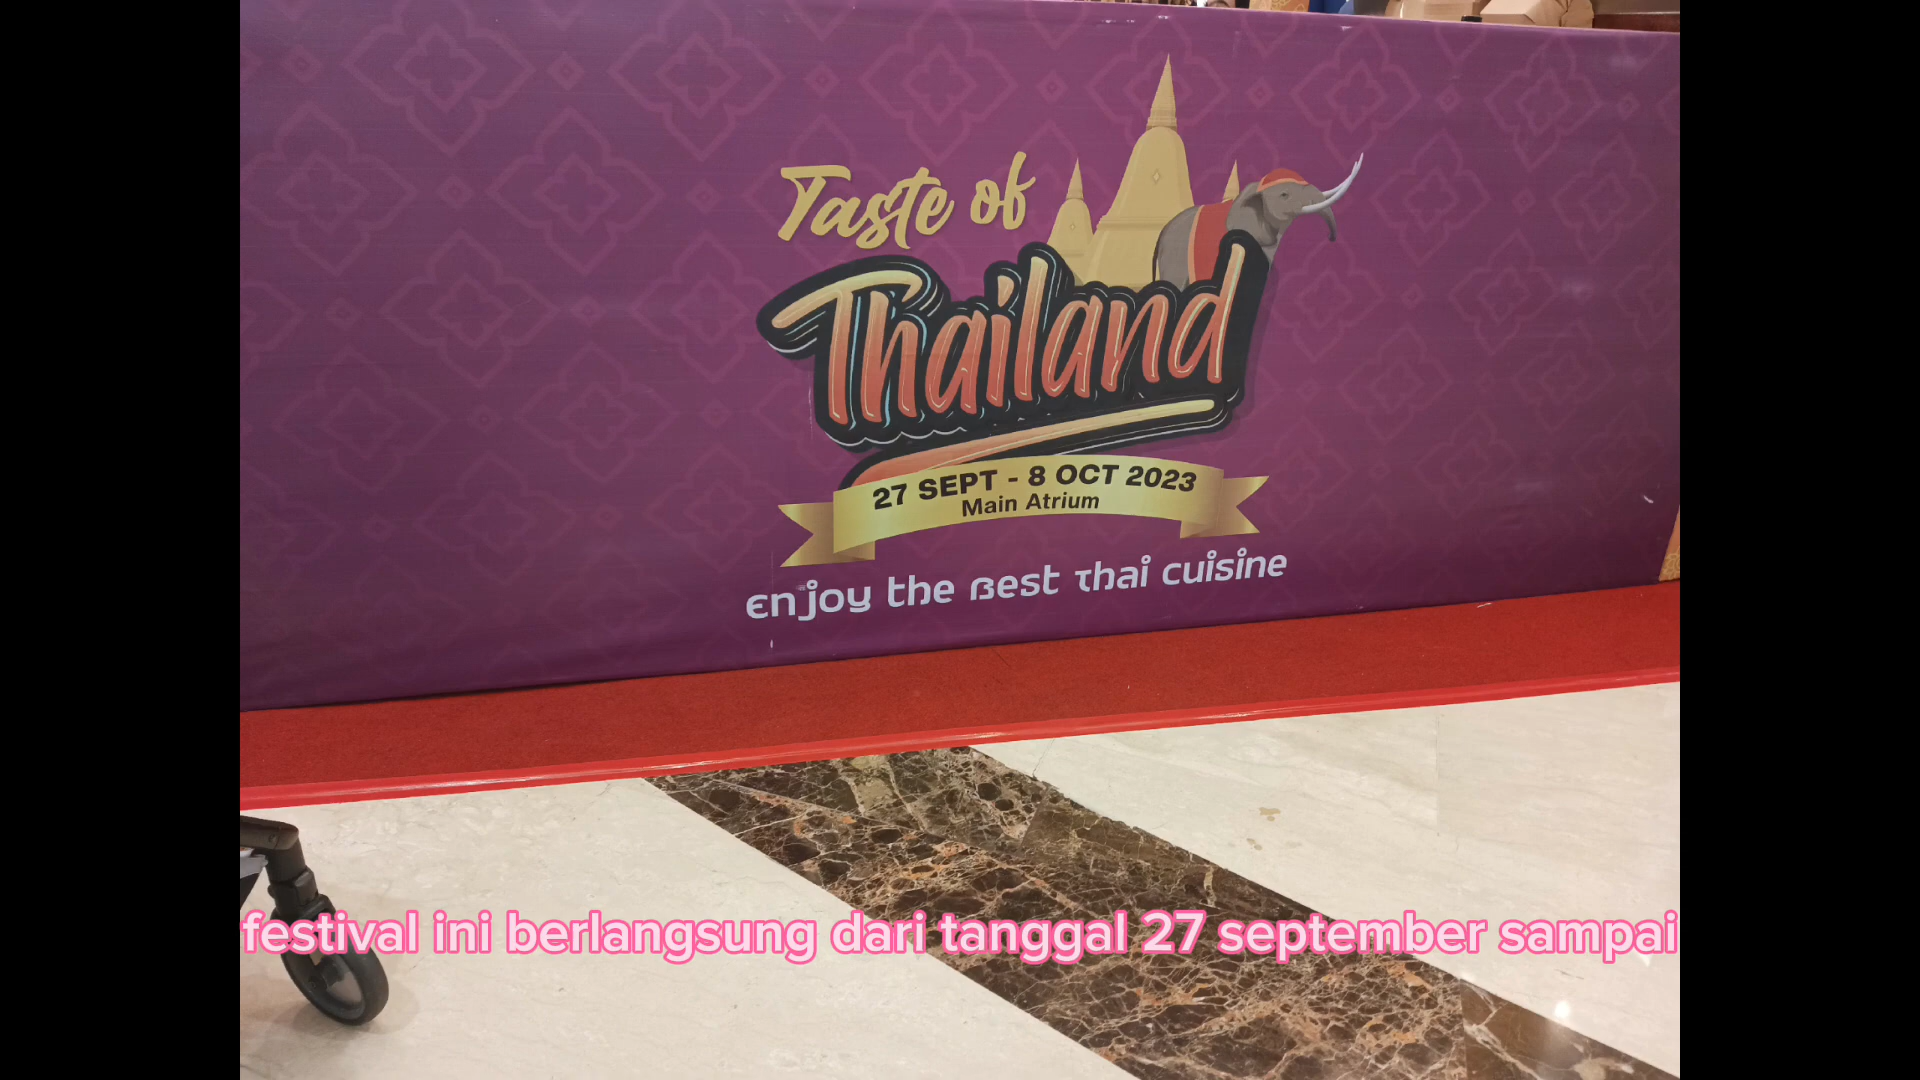 Taste of
Thailand
27 SEPT - 8 OCT 2023
Main Atrium
enjoy the Best Thai cuisine
festival ini berlangsung dari tanggal 27 september sampai